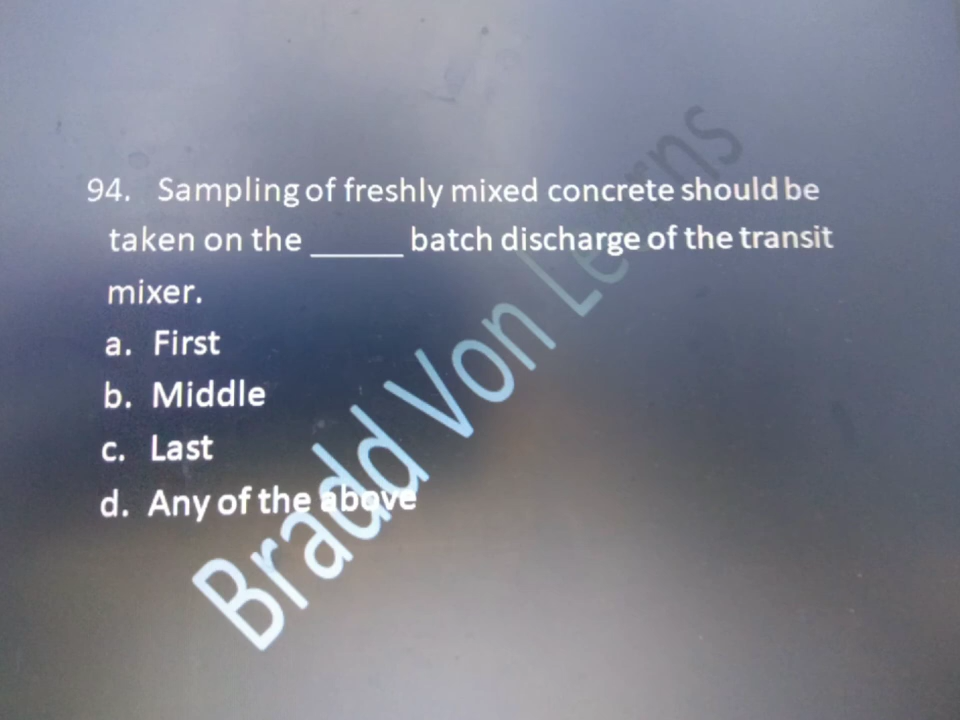 94. Sampling of freshly mixed concrete should be
taken on the ______ batch discharge of the transit
mixer.
a. First
b. Middle
c. Last
d. Any of the above
Bradd Von Learns